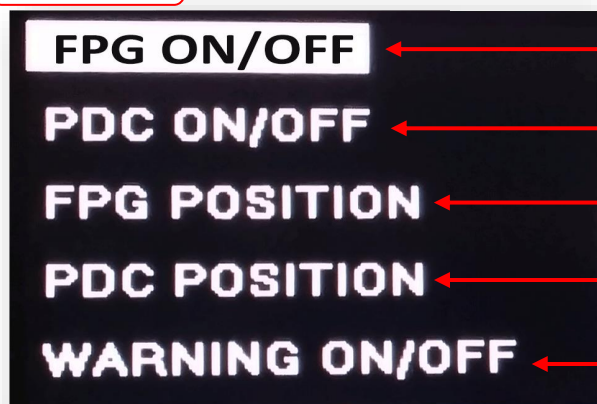 FPG ON/OFF
PDC ON/OFF
FPG POSITION
PDC POSITION
WARNING ON/OFF